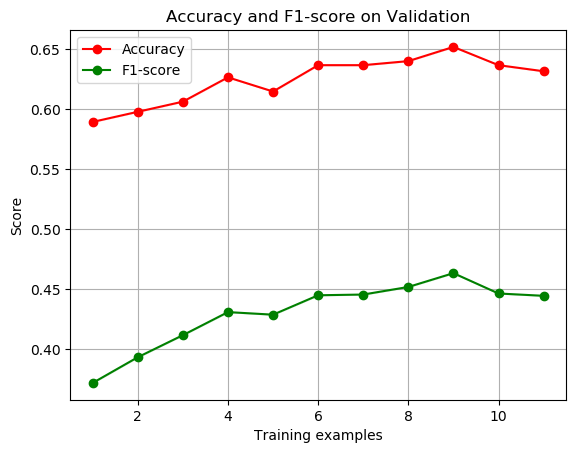 Accuracy and F1-score on Validation
Accuracy
F1-score
0.65
0.60
0.55
0.50
0.45
0.40
Score
2 4 6 8 10
Training examples